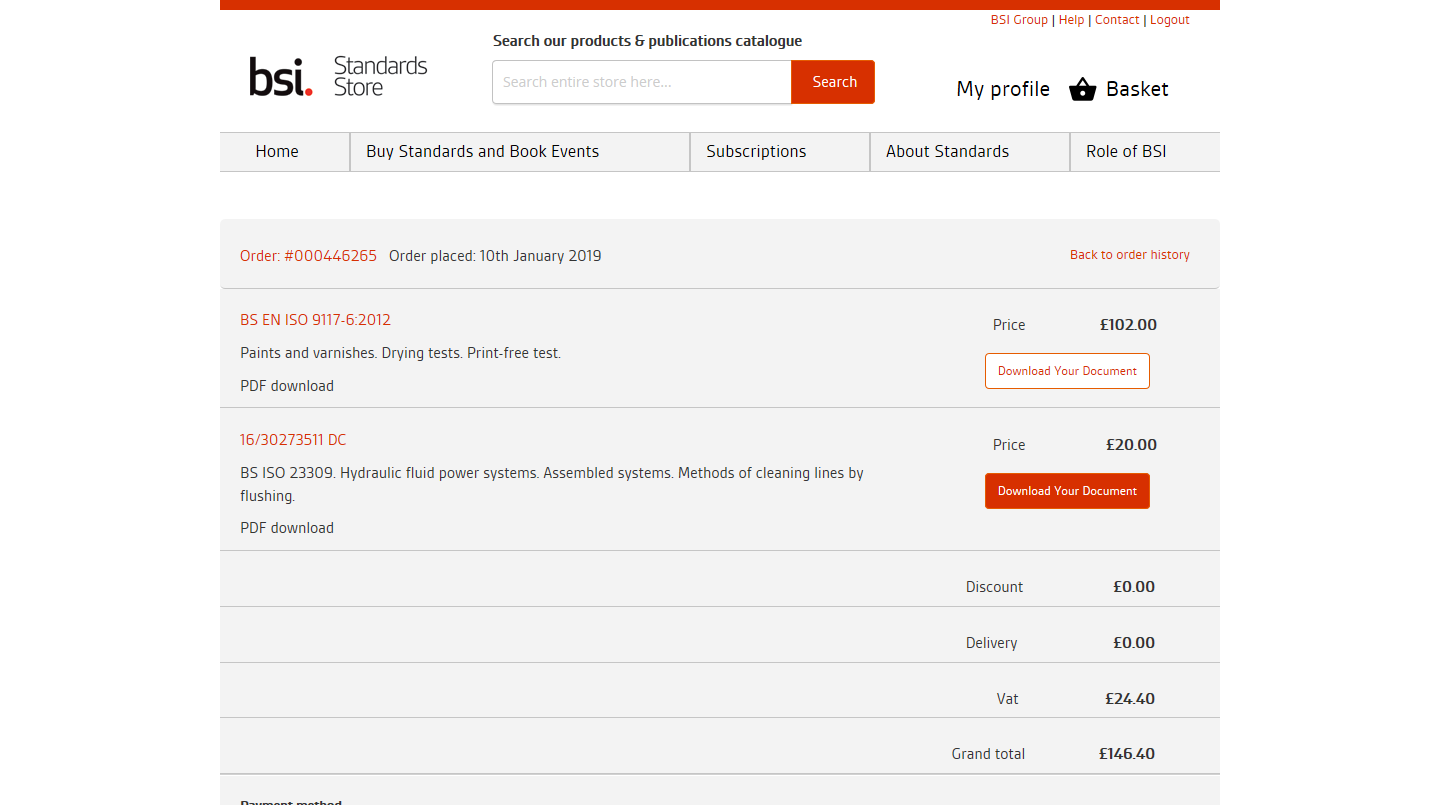 BSI Group | Help | Contact | Logout
bsi. Standards Store
Search our products & publications catalogue
Search entire store here...
Search
My profile
Basket
Home
Buy Standards and Book Events
Subscriptions
About Standards
Role of BSI
Order: #000446265 Order placed: 10th January 2019
Back to order history
BS EN ISO 9117-6:2012
Price £102.00
Paints and varnishes. Drying tests. Print-free test.
Download Your Document
PDF download
16/30273511 DC
Price £20.00
BS ISO 23309. Hydraulic fluid power systems. Assembled systems. Methods of cleaning lines by
flushing.
Download Your Document
PDF download
Discount £0.00
Delivery £0.00
Vat £24.40
Grand total £146.40
Payment method